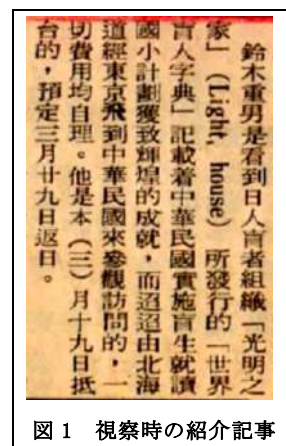 鈴木重男是看到日人盲者組織「光明之
家」(Light, house)所發行的「世界
盲人字典」記載着中華民國實施盲生就讀
國小計劃獲致輝煌的成就,而迢迢由北海
道經東京飛到中華民國來參觀訪問的,一
切費用均自理。他是本(三)月十九日抵
台的,預定三月廿九日返日。
図1 視察時の紹介記事